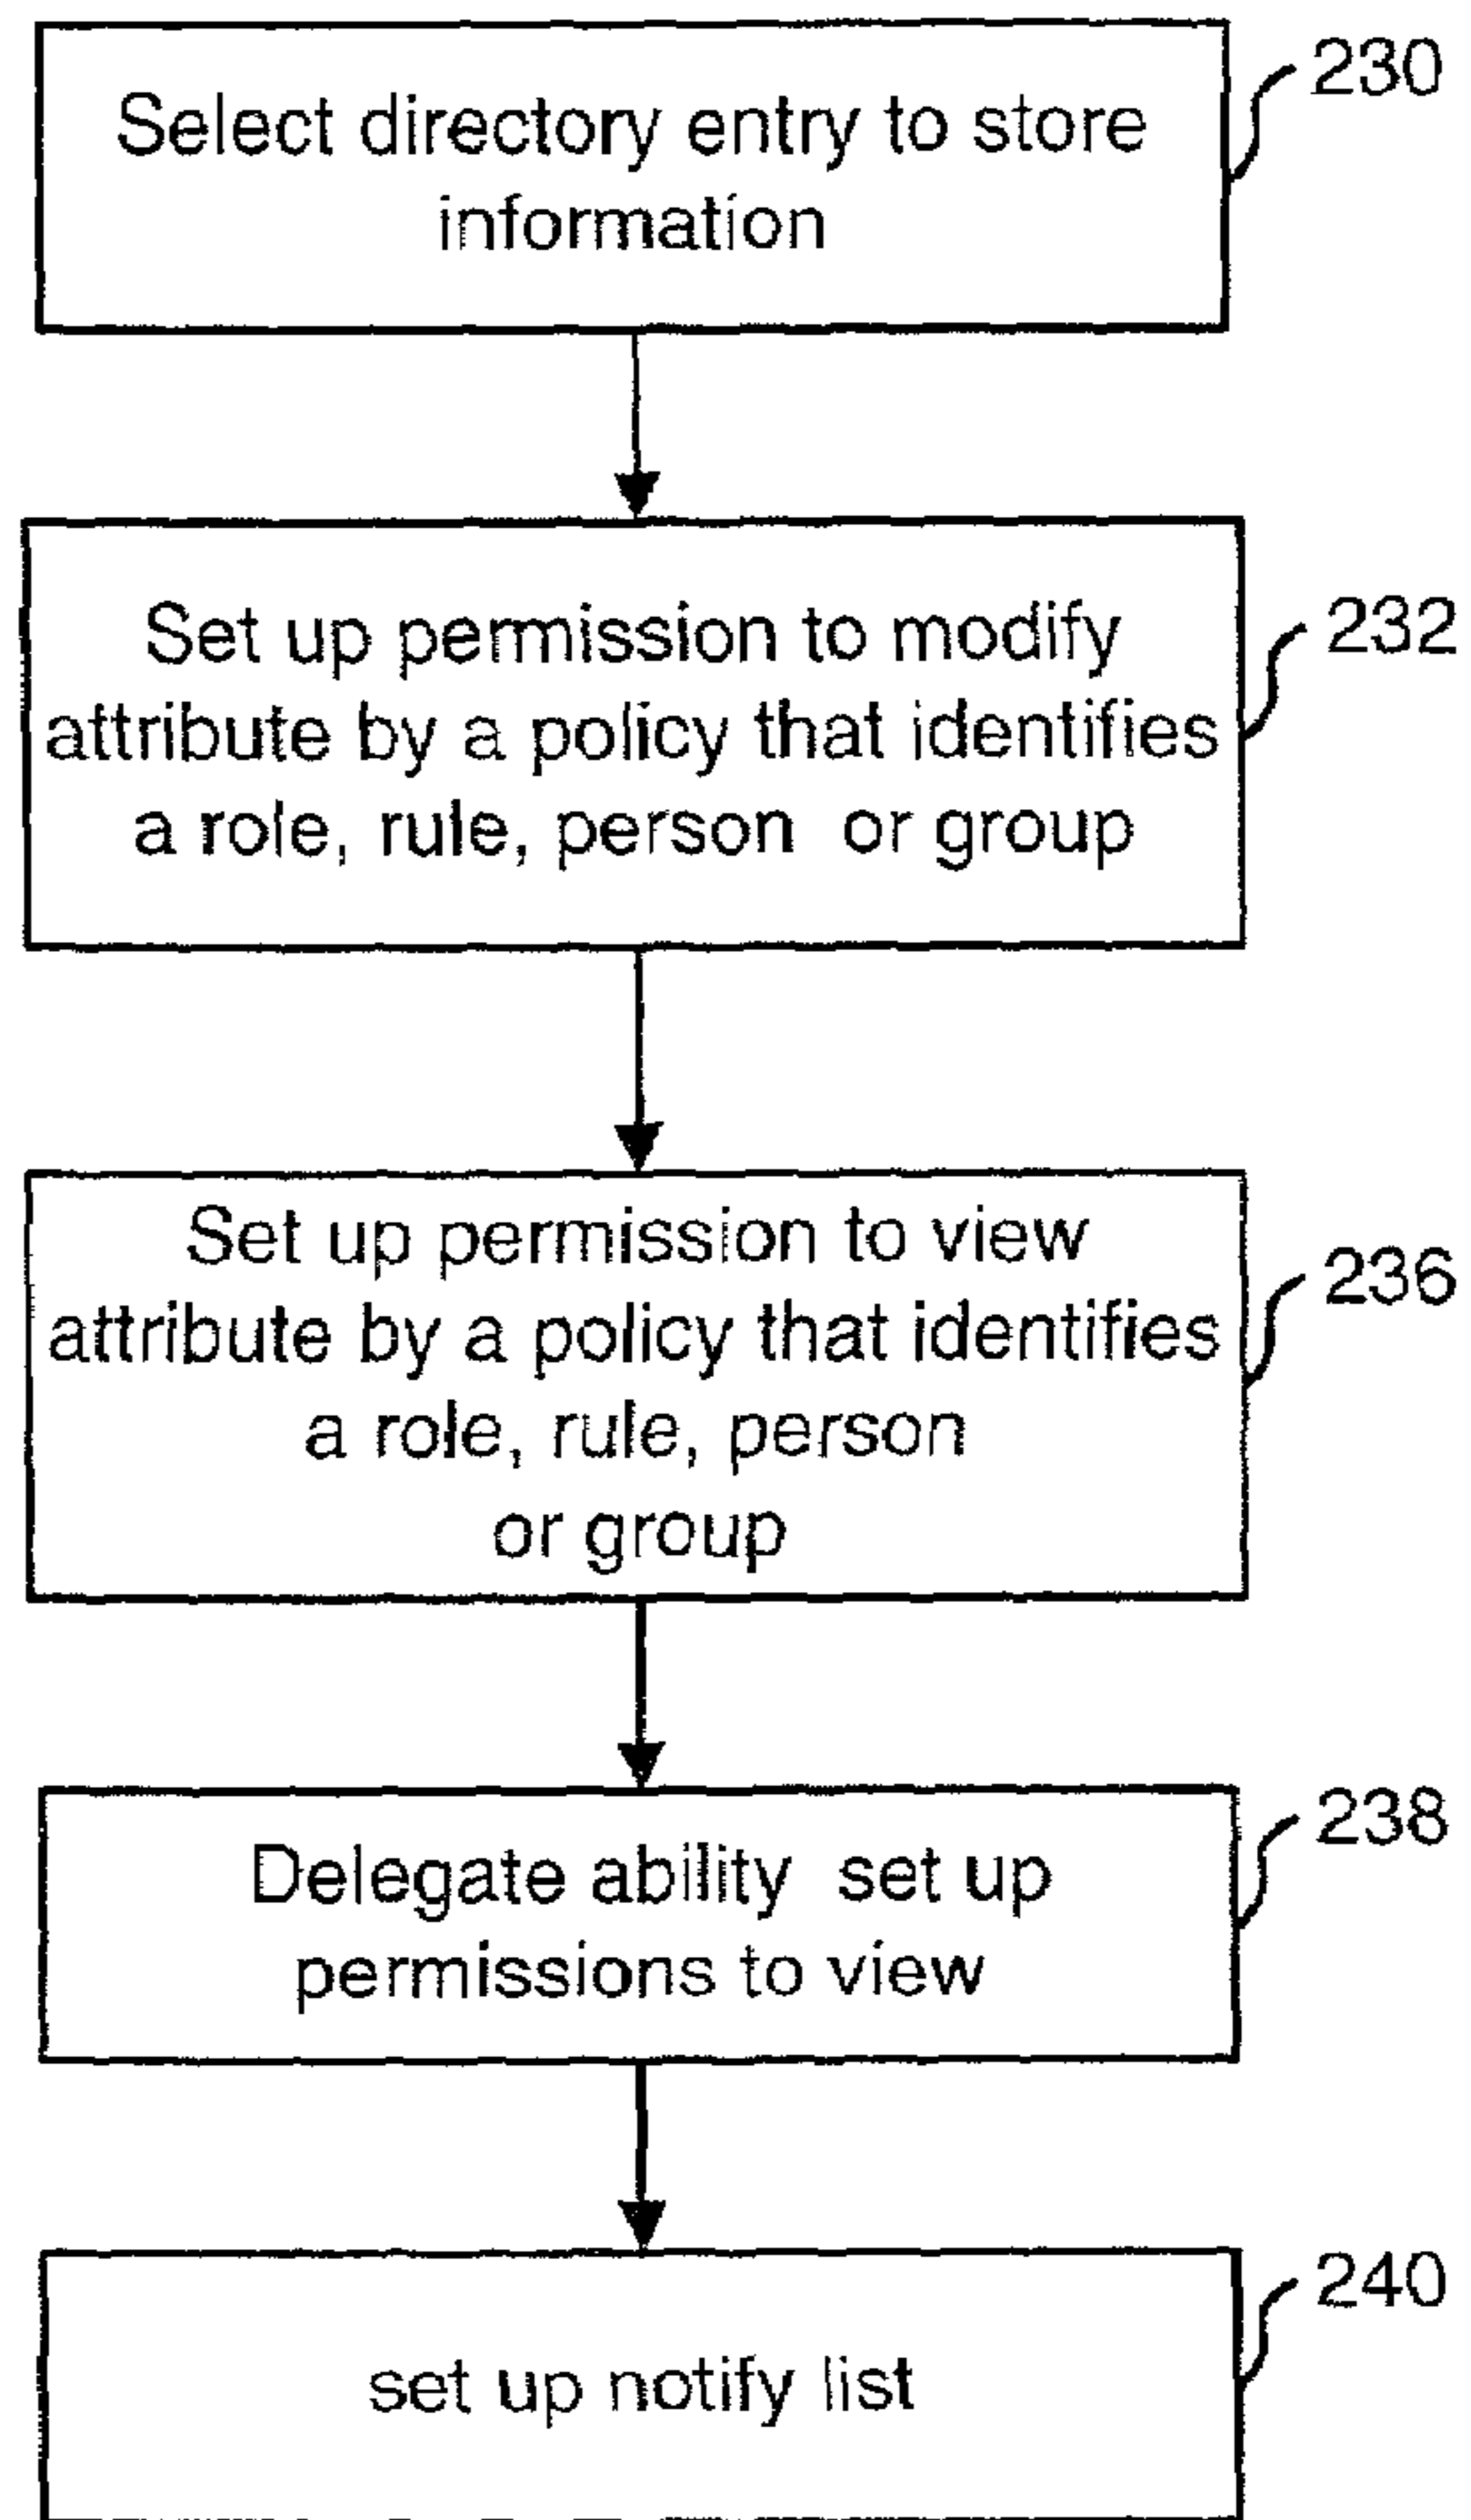 230
Select directory entry to store
information
232
Set up permission to modify
attribute by a policy that identifies
a role, rule, person or group
236
Set up permission to view
attribute by a policy that identifies
a role, rule, person
or group
238
Delegate ability set up
permissions to view
240
set up notify list